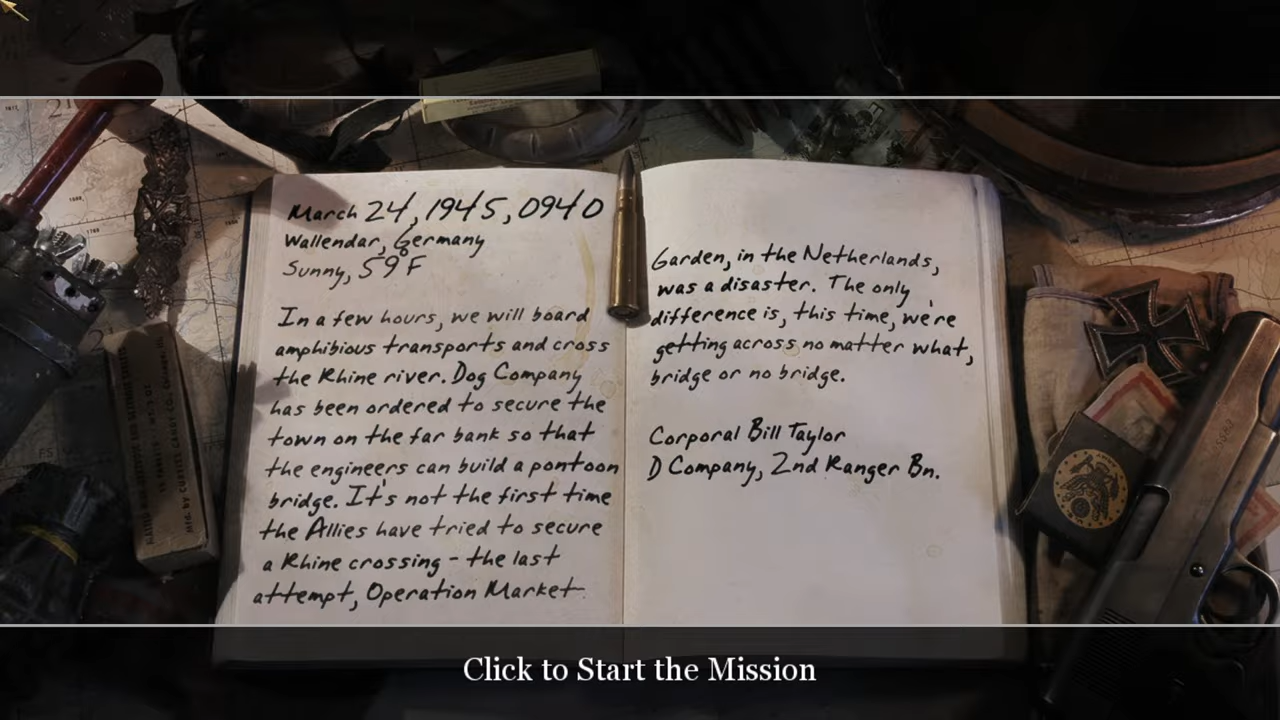 March 24, 1945, 0940
Wallendar, Germany
Sunny, 59°F
In a few hours, we will board
amphibious transports and cross
the Rhine river. Dog Company
has been ordered to secure the
town on the far bank so that
the engineers can build a pontoon
bridge. It's not the first time
the Allies have tried to secure
a Rhine crossing - the last
attempt, Operation Market
Garden, in the Netherlands,
was a disaster. The only
difference is, this time, we're
getting across no matter what,
bridge or no bridge.
Corporal Bill Taylor
D Company, 2nd Ranger Bn.
Click to Start the Mission